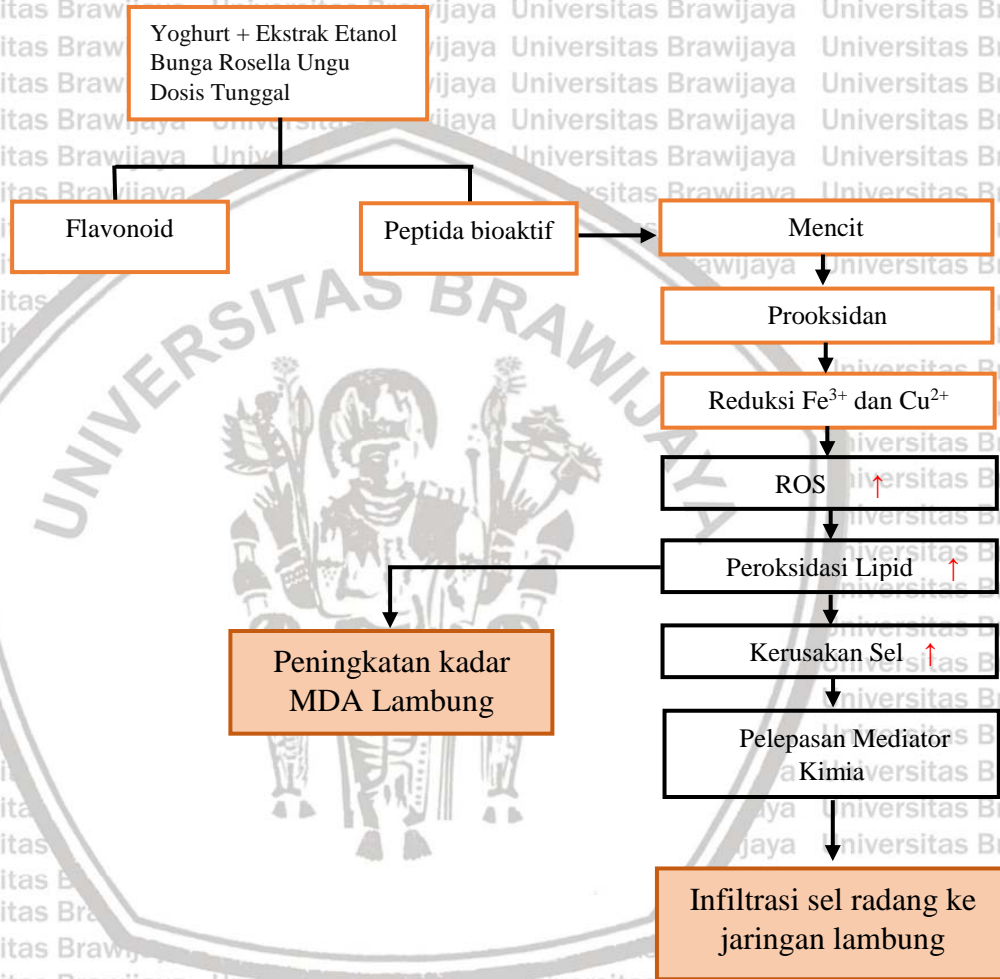 Yoghurt + Ekstrak Etanol
Bunga Rosella Ungu
Dosis Tunggal
Flavonoid
Peptida bioaktif
Mencit
Prooksidan
Reduksi Fe³⁺ dan Cu²⁺
ROS ↑
Peroksidasi Lipid ↑
Kerusakan Sel ↑
Peningkatan kadar
MDA Lambung
Pelepasan Mediator
Kimia
Infiltrasi sel radang ke
jaringan lambung
UNIVERSITAS BRAWIJAYA